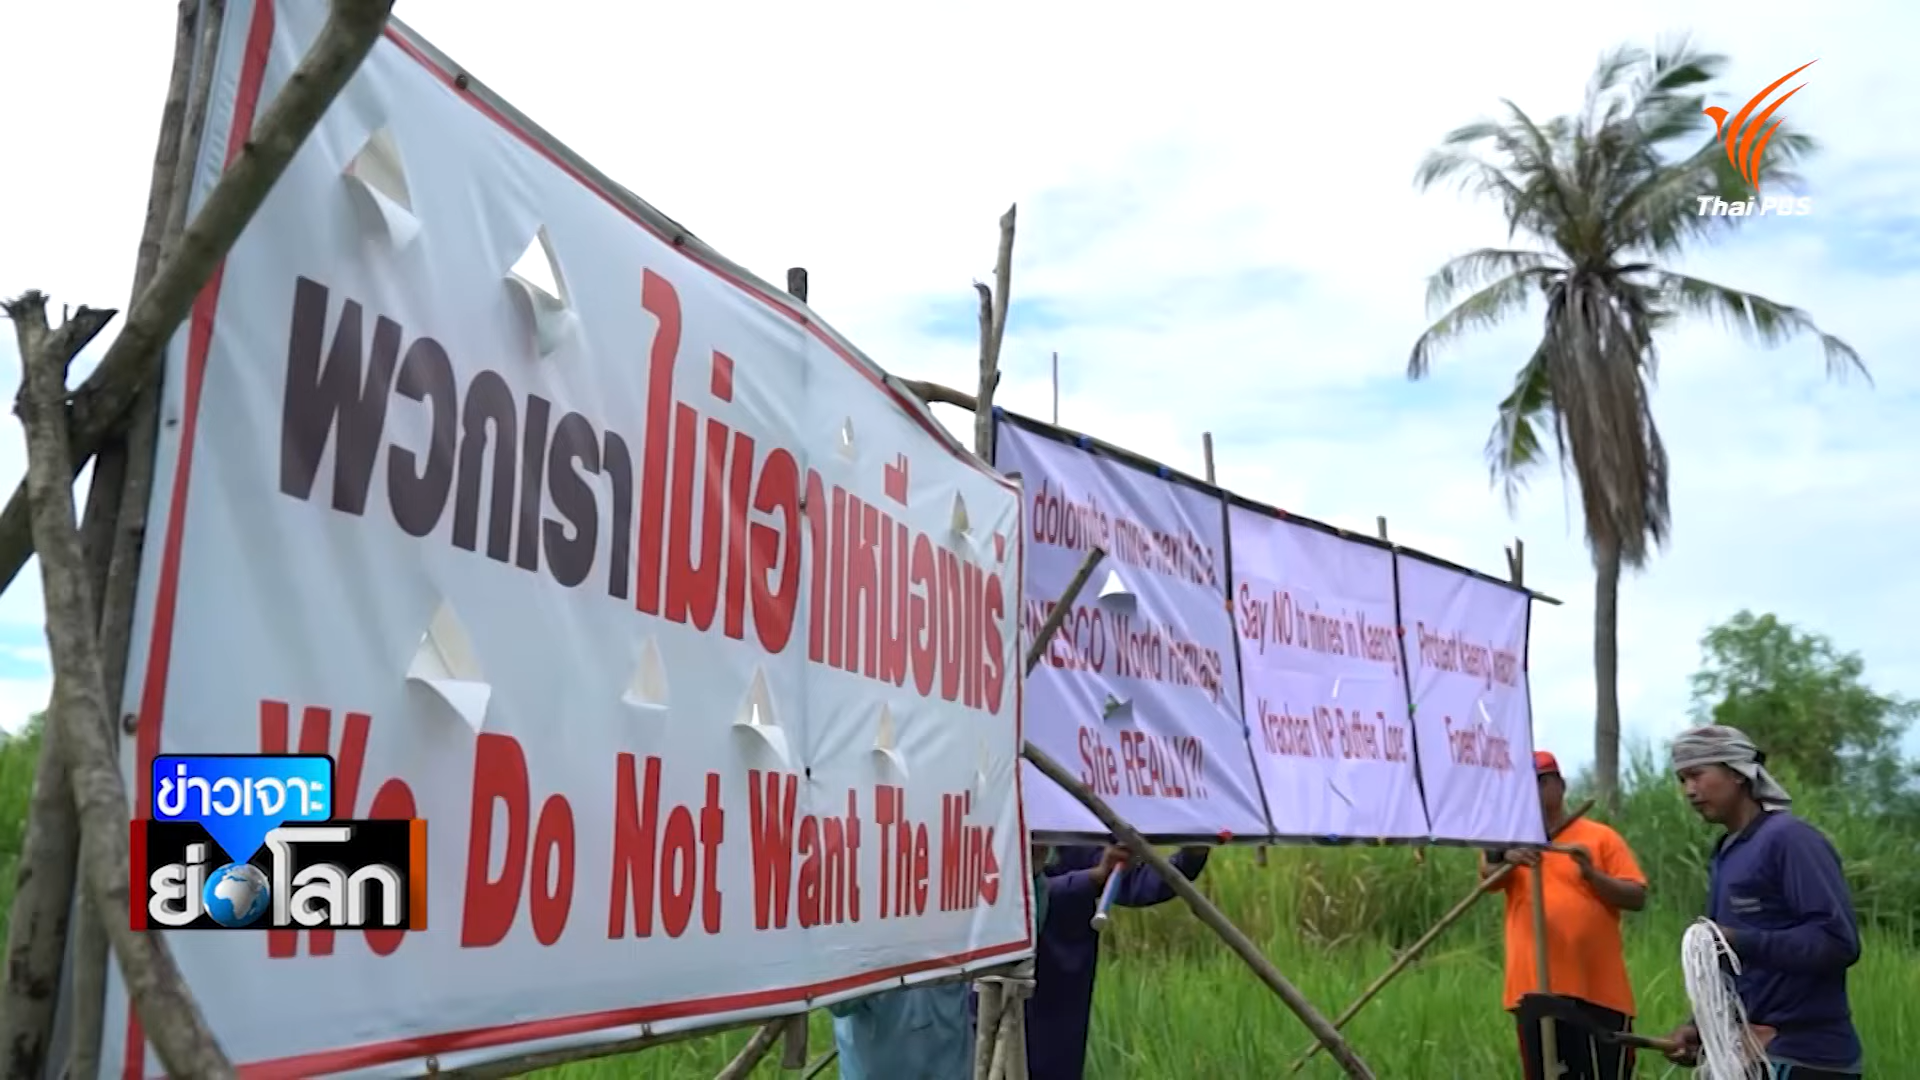 พวกเราไม่เอาเหมืองแร่
We Do Not Want The Mine
dolomite mine next to a
UNESCO World Heritage
Site REALLY?!
Say NO to mines in Kaeng
Krachan NP Buffer Zone
Protect Kaeng Krachan
Forest Complex
Thai PBS
ข่าวเจาะ
ย่อโลก